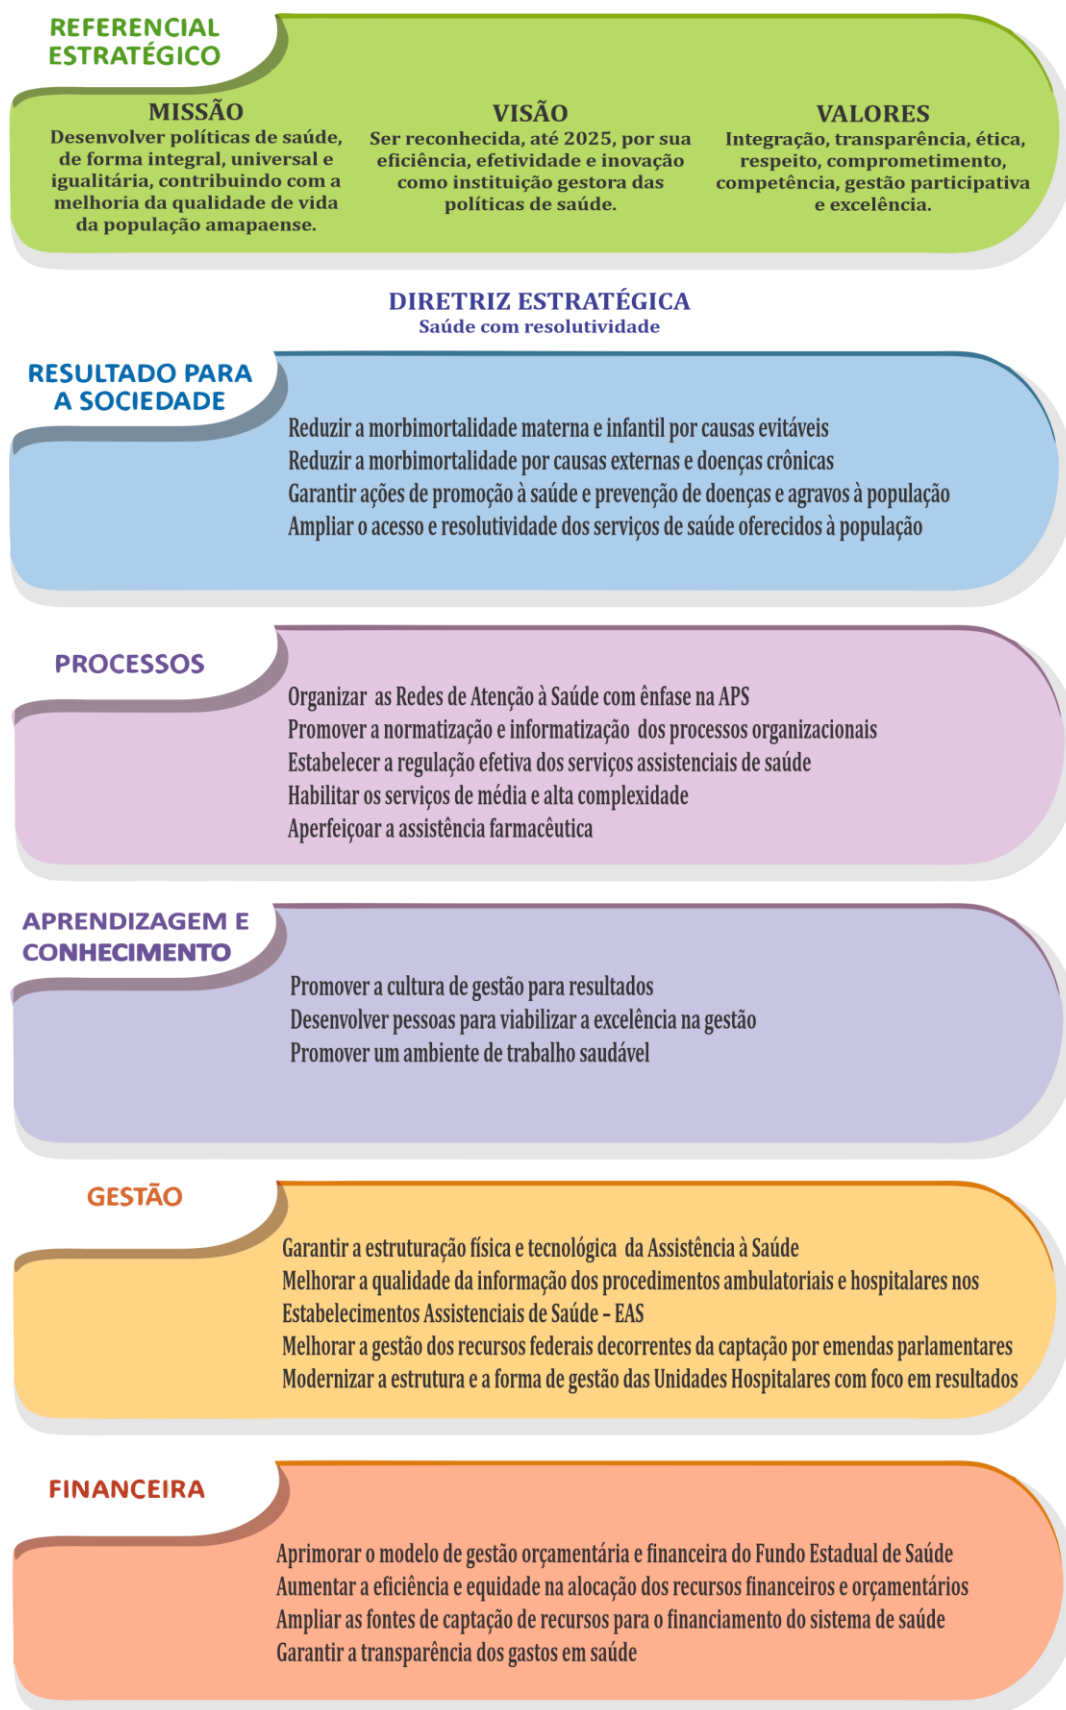 REFERENCIAL
ESTRATÉGICO
MISSÃO
Desenvolver políticas de saúde,
de forma integral, universal e
igualitária, contribuindo com a
melhoria da qualidade de vida
da população amapaense.
VISÃO
Ser reconhecida, até 2025, por sua
eficiência, efetividade e inovação
como instituição gestora das
políticas de saúde.
VALORES
Integração, transparência, ética,
respeito, comprometimento,
competência, gestão participativa
e excelência.
DIRETRIZ ESTRATÉGICA
Saúde com resolutividade
RESULTADO PARA
A SOCIEDADE
Reduzir a morbimortalidade materna e infantil por causas evitáveis
Reduzir a morbimortalidade por causas externas e doenças crônicas
Garantir ações de promoção à saúde e prevenção de doenças e agravos à população
Ampliar o acesso e resolutividade dos serviços de saúde oferecidos à população
PROCESSOS
Organizar as Redes de Atenção à Saúde com ênfase na APS
Promover a normatização e informatização dos processos organizacionais
Estabelecer a regulação efetiva dos serviços assistenciais de saúde
Habilitar os serviços de média e alta complexidade
Aperfeiçoar a assistência farmacêutica
APRENDIZAGEM E
CONHECIMENTO
Promover a cultura de gestão para resultados
Desenvolver pessoas para viabilizar a excelência na gestão
Promover um ambiente de trabalho saudável
GESTÃO
Garantir a estruturação física e tecnológica da Assistência à Saúde
Melhorar a qualidade da informação dos procedimentos ambulatoriais e hospitalares nos
Estabelecimentos Assistenciais de Saúde – EAS
Melhorar a gestão dos recursos federais decorrentes da captação por emendas parlamentares
Modernizar a estrutura e a forma de gestão das Unidades Hospitalares com foco em resultados
FINANCEIRA
Aprimorar o modelo de gestão orçamentária e financeira do Fundo Estadual de Saúde
Aumentar a eficiência e equidade na alocação dos recursos financeiros e orçamentários
Ampliar as fontes de captação de recursos para o financiamento do sistema de saúde
Garantir a transparência dos gastos em saúde